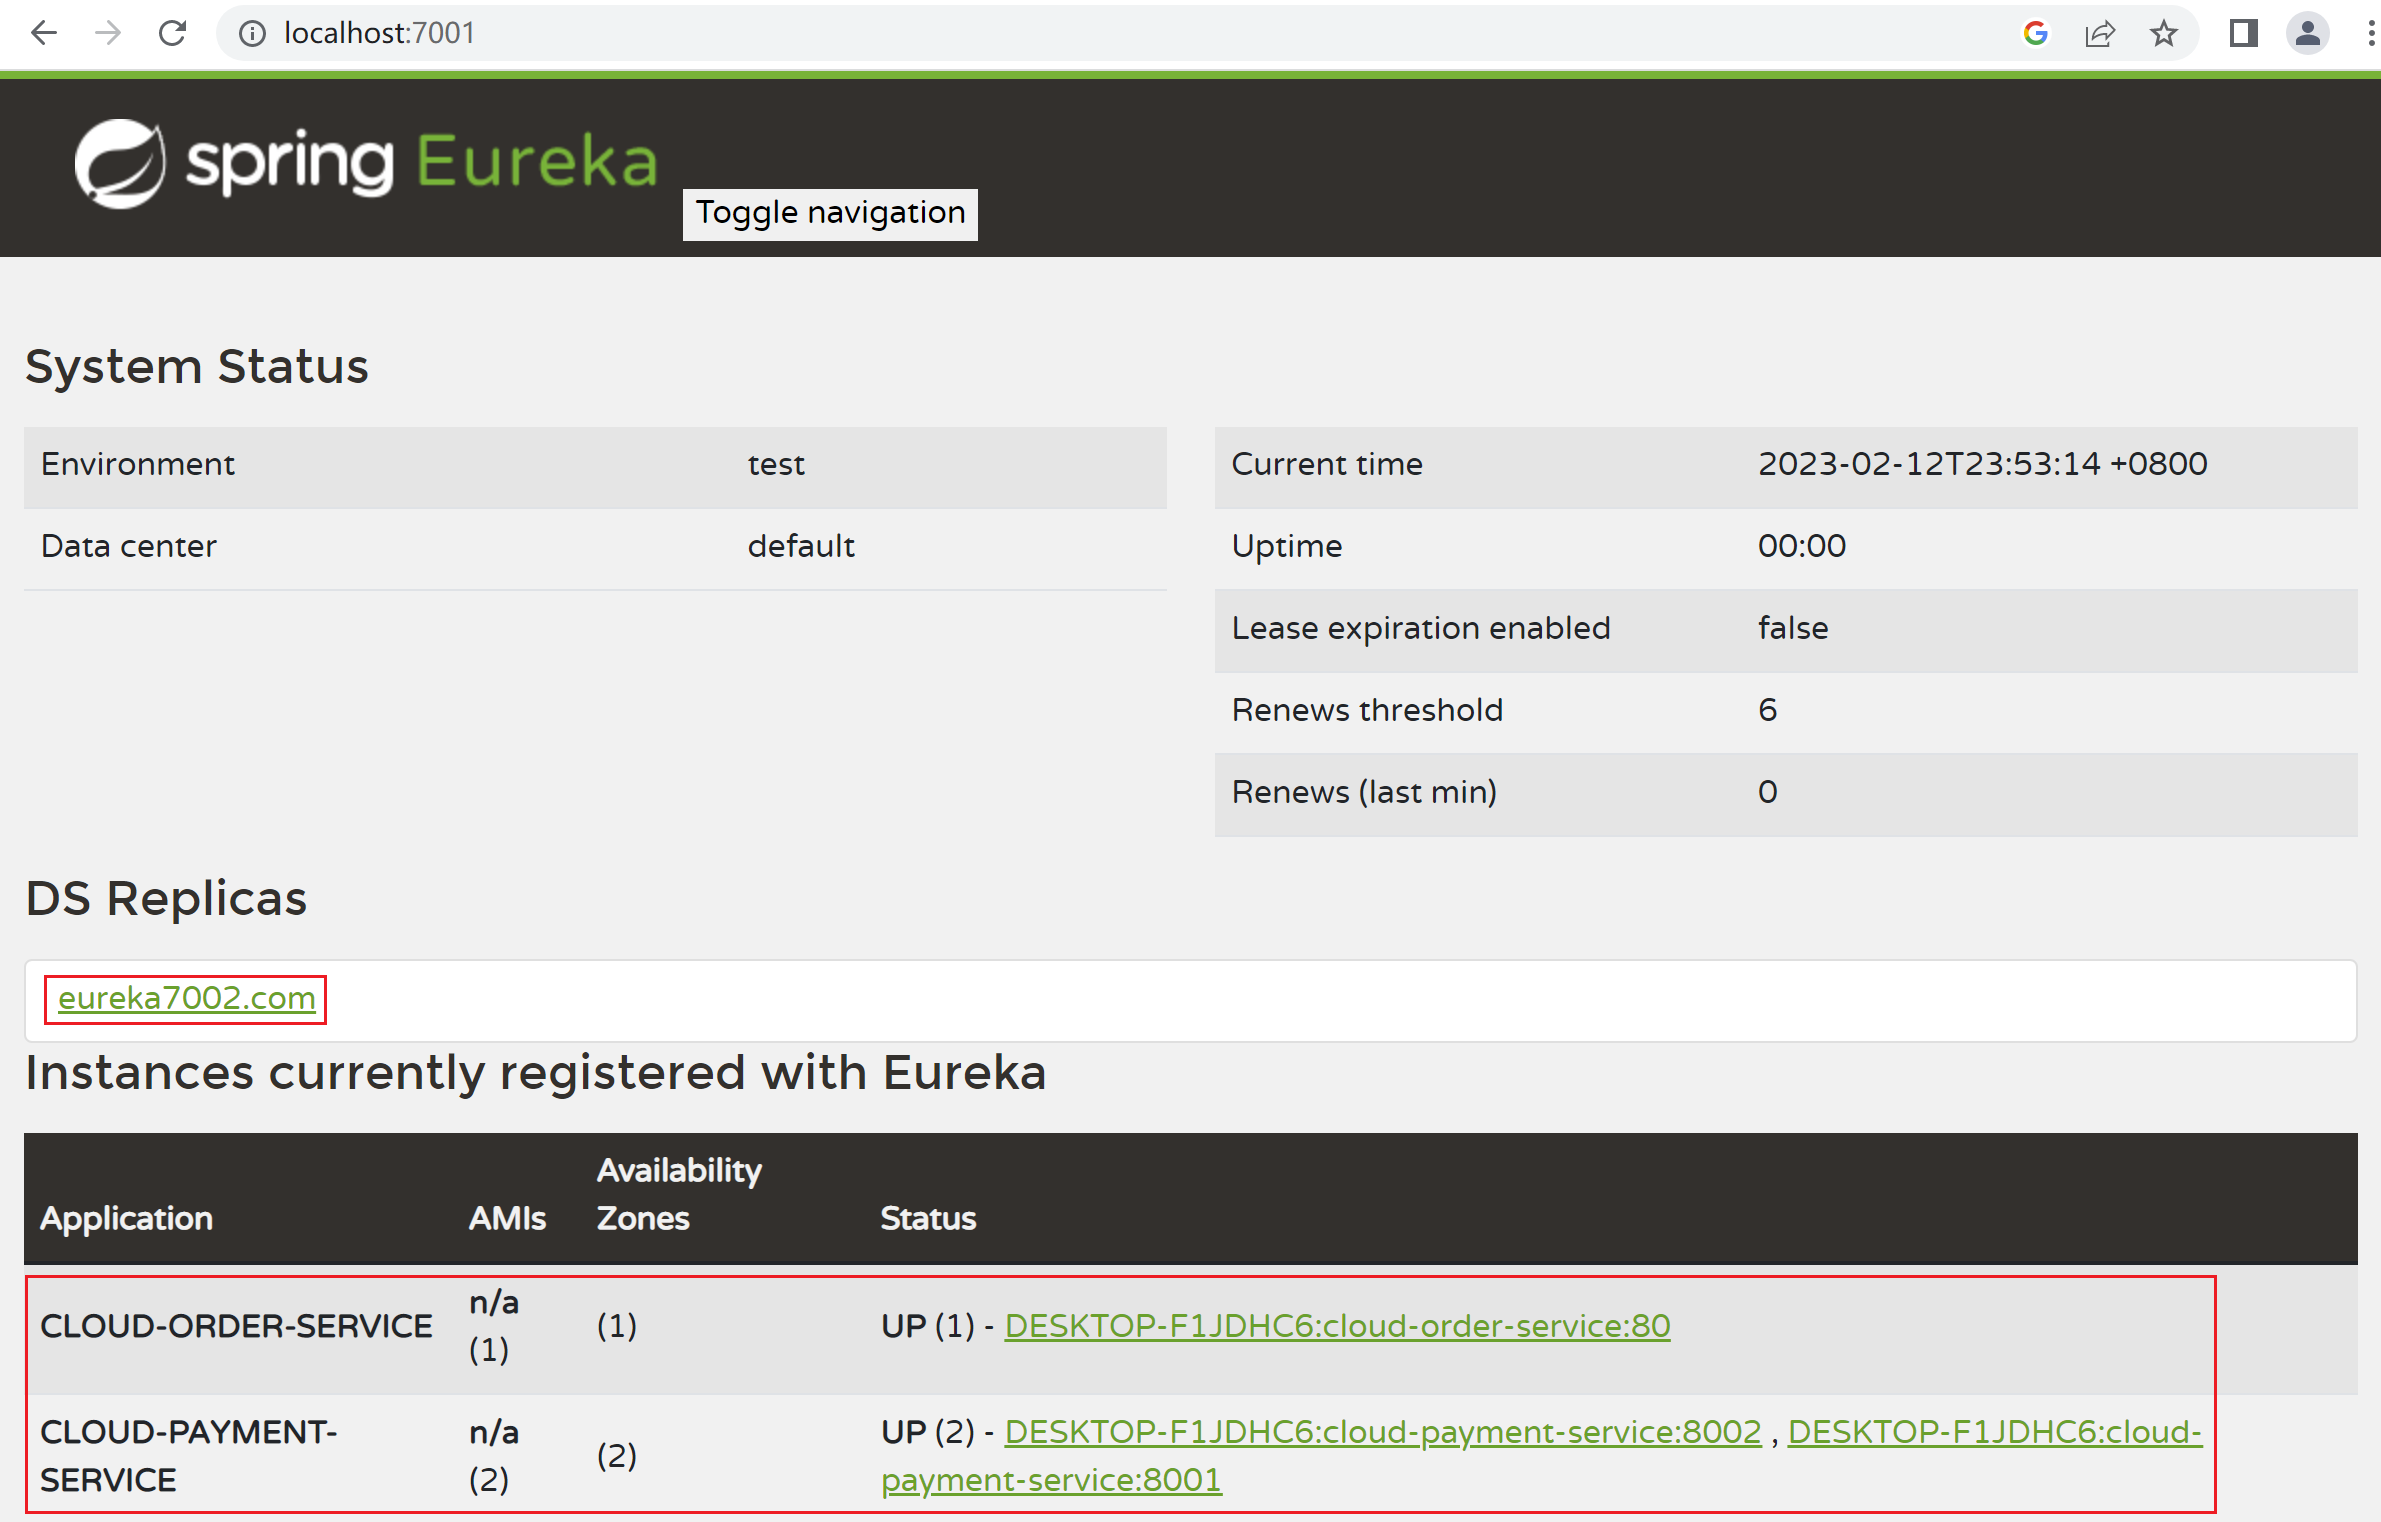 localhost:7001
spring Eureka
Toggle navigation
System Status
Environment test
Data center default
Current time 2023-02-12T23:53:14 +0800
Uptime 00:00
Lease expiration enabled false
Renews threshold 6
Renews (last min) 0
DS Replicas
eureka7002.com
Instances currently registered with Eureka
Application AMIs Availability Zones Status
CLOUD-ORDER-SERVICE n/a (1) (1) UP (1) - DESKTOP-F1JDHC6:cloud-order-service:80
CLOUD-PAYMENT-SERVICE n/a (2) (2) UP (2) - DESKTOP-F1JDHC6:cloud-payment-service:8002 , DESKTOP-F1JDHC6:cloud-payment-service:8001